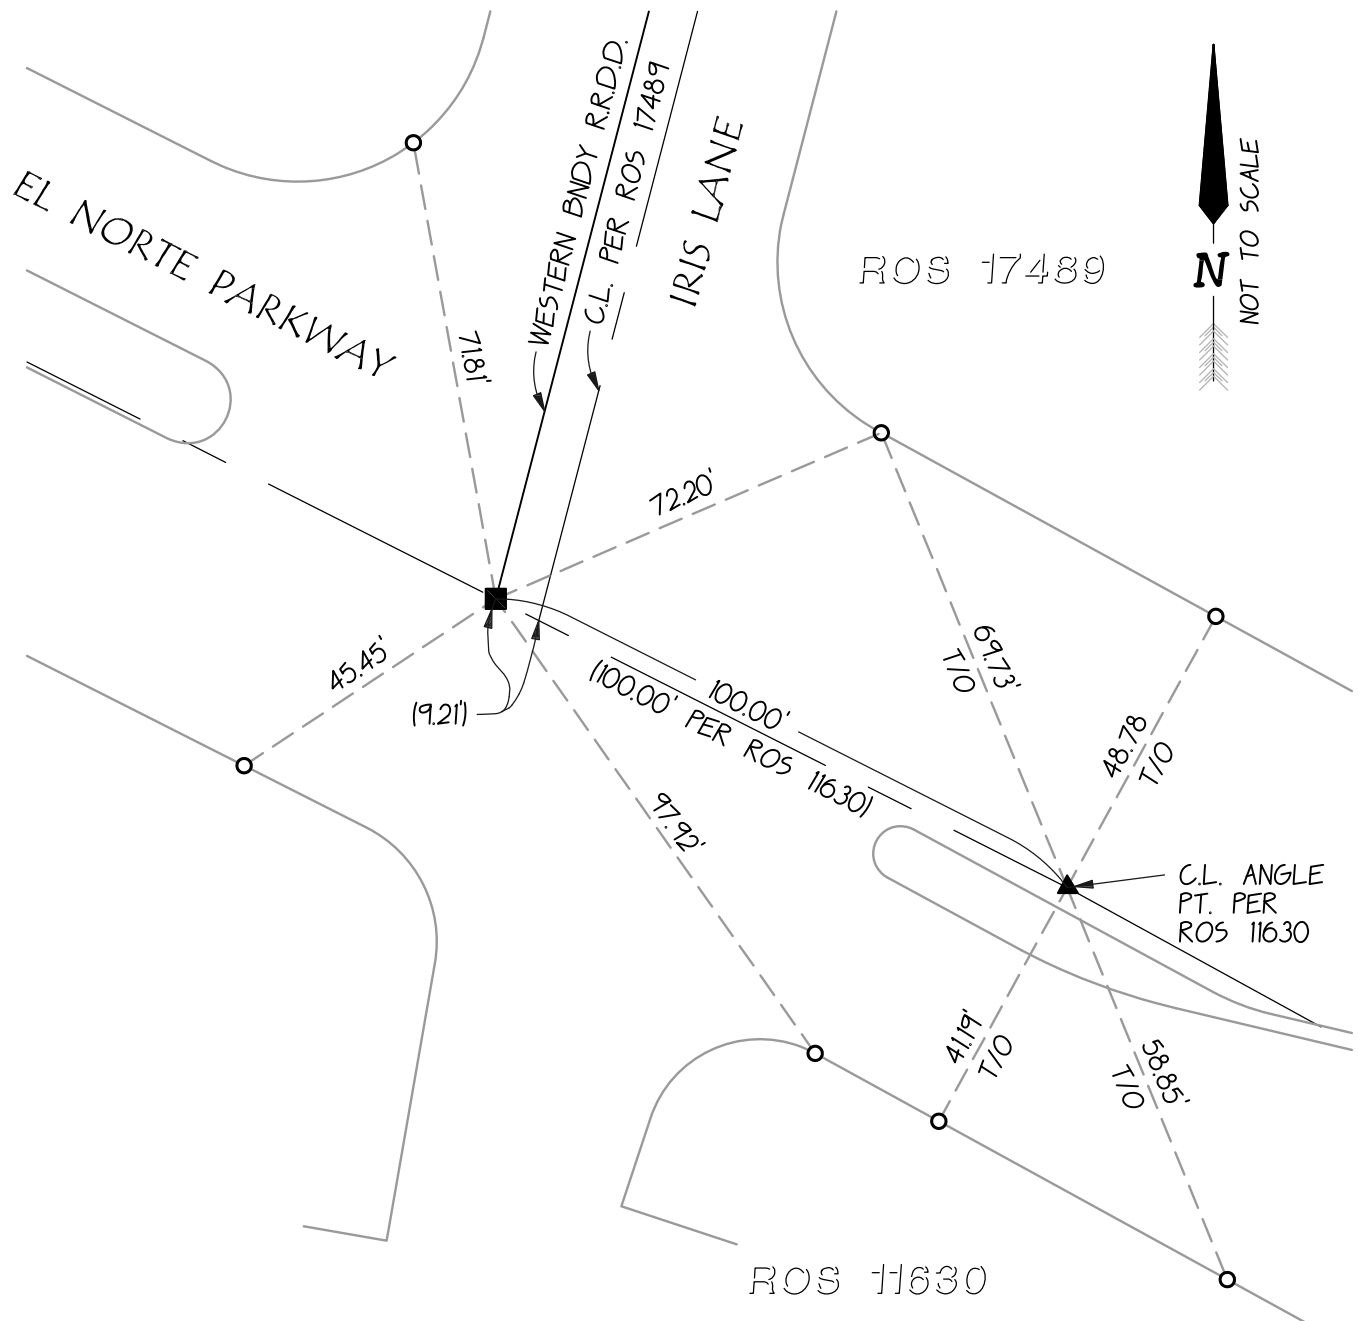 WESTERN BNDY R.R.D.D.
C.L. PER ROS 17489
IRIS LANE
EL NORTE PARKWAY
ROS 17489
N
NOT TO SCALE
71.81'
72.20'
45.45'
(9.21')
100.00'
(100.00' PER ROS 11630)
97.92'
69.73'
T/O
48.78
T/O
C.L. ANGLE
PT. PER
ROS 11630
41.19'
T/O
58.85'
T/O
ROS 11630